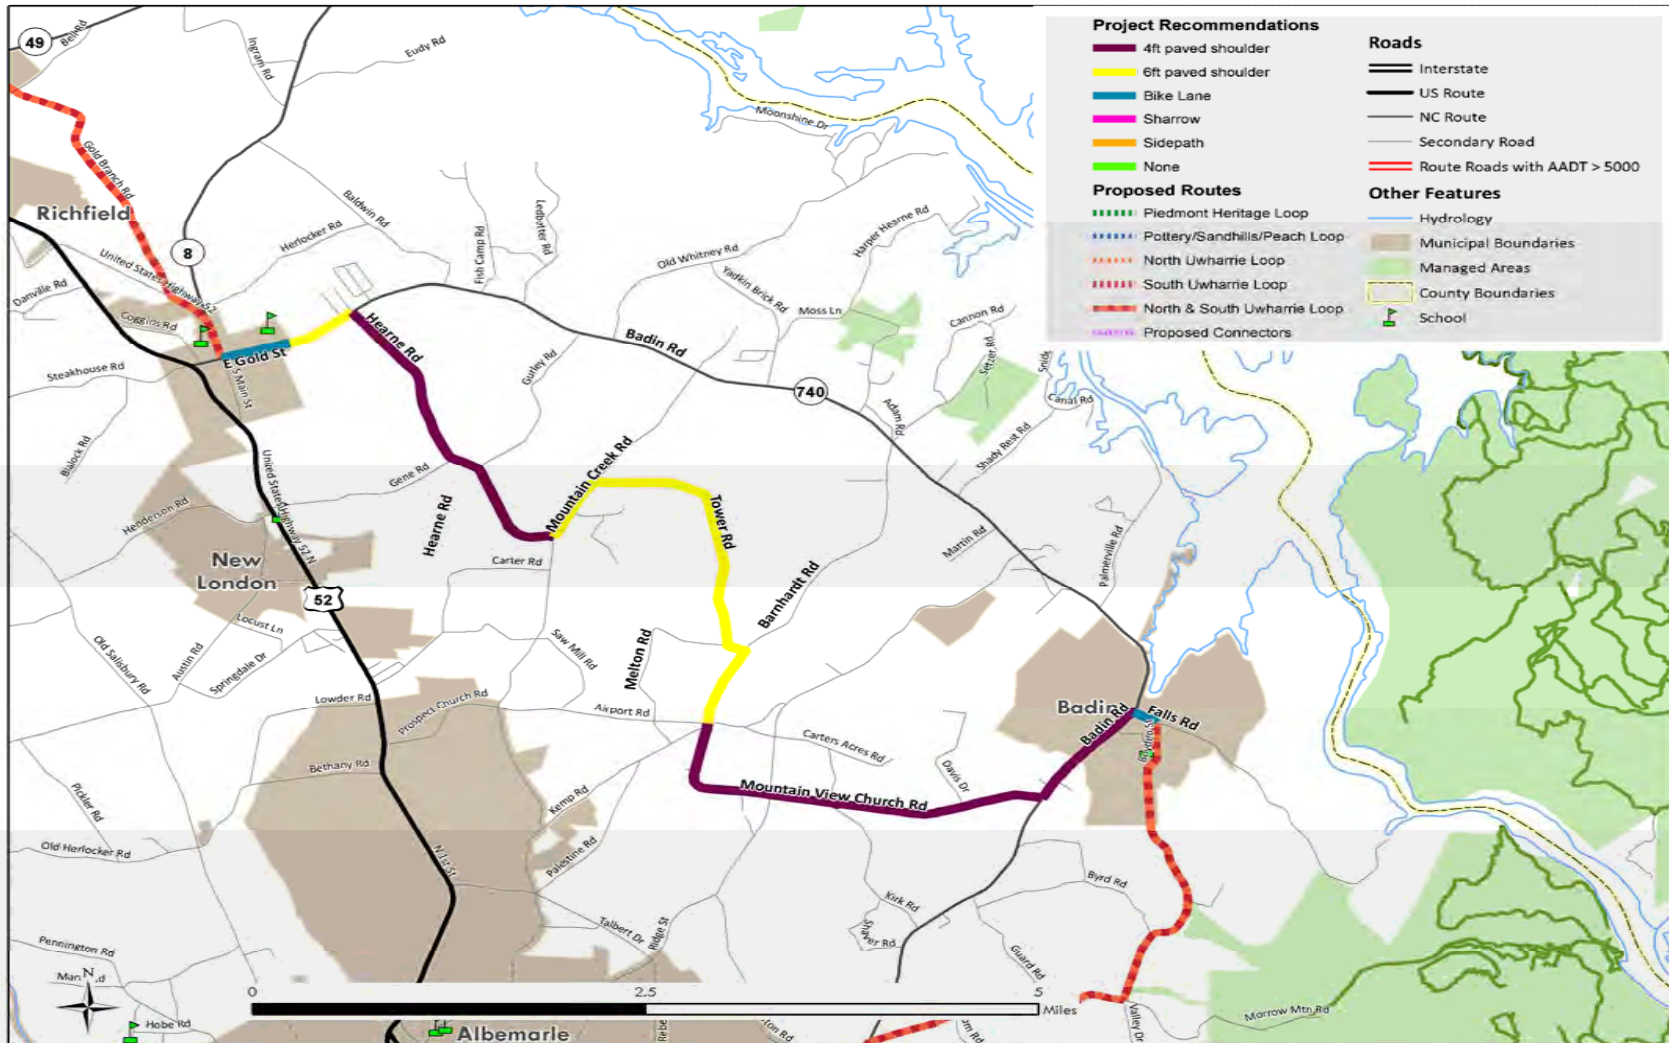 Project Recommendations
4ft paved shoulder
6ft paved shoulder
Bike Lane
Sharrow
Sidepath
None
Proposed Routes
Piedmont Heritage Loop
Pottery/Sandhills/Peach Loop
North Uwharrie Loop
South Uwharrie Loop
North & South Uwharrie Loop
Proposed Connectors
Roads
Interstate
US Route
NC Route
Secondary Road
Route Roads with AADT > 5000
Other Features
Hydrology
Municipal Boundaries
Managed Areas
County Boundaries
School
49
Bell Rd
Ingram Rd
Eudy Rd
Moonshine Dr
Gold Branch Rd
Richfield
8
Baldwin Rd
Herlocker Rd
Fish Camp Rd
Ledbetter Rd
Old Whitney Rd
Harper Hearne Rd
United States Highway 52
Danville Rd
Coggins Rd
Yadkin Brick Rd
Moss Ln
Cannon Rd
Hearne Rd
Badin Rd
E Gold St
Steakhouse Rd
S Main St
Gurley Rd
Setzer Rd
740
Canal Rd
Adam Rd
Blalock Rd
Shady Rest Rd
Gene Rd
Mountain Creek Rd
United States Highway 52 N
Henderson Rd
Hearne Rd
Tower Rd
Martin Rd
Palmerville Rd
New
London
Carter Rd
52
Barnhardt Rd
Locust Ln
Old Salisbury Rd
Austin Rd
Springdale Dr
Saw Mill Rd
Melton Rd
Lowder Rd
Prospect Church Rd
Airport Rd
Badin
Badin Rd
Falls Rd
Carters Acres Rd
Bethany Rd
Davis Dr
Pickler Rd
Kemp Rd
Mountain View Church Rd
Old Herlocker Rd
N 1st St
Palestine Rd
Byrd Rd
Kirk Rd
Talbert Dr
Ridge St
Shaver Rd
Guard Rd
Pennington Rd
N
0
2.5
5
Miles
Hobe Rd
Albemarle
Valley Dr
Morrow Mtn Rd